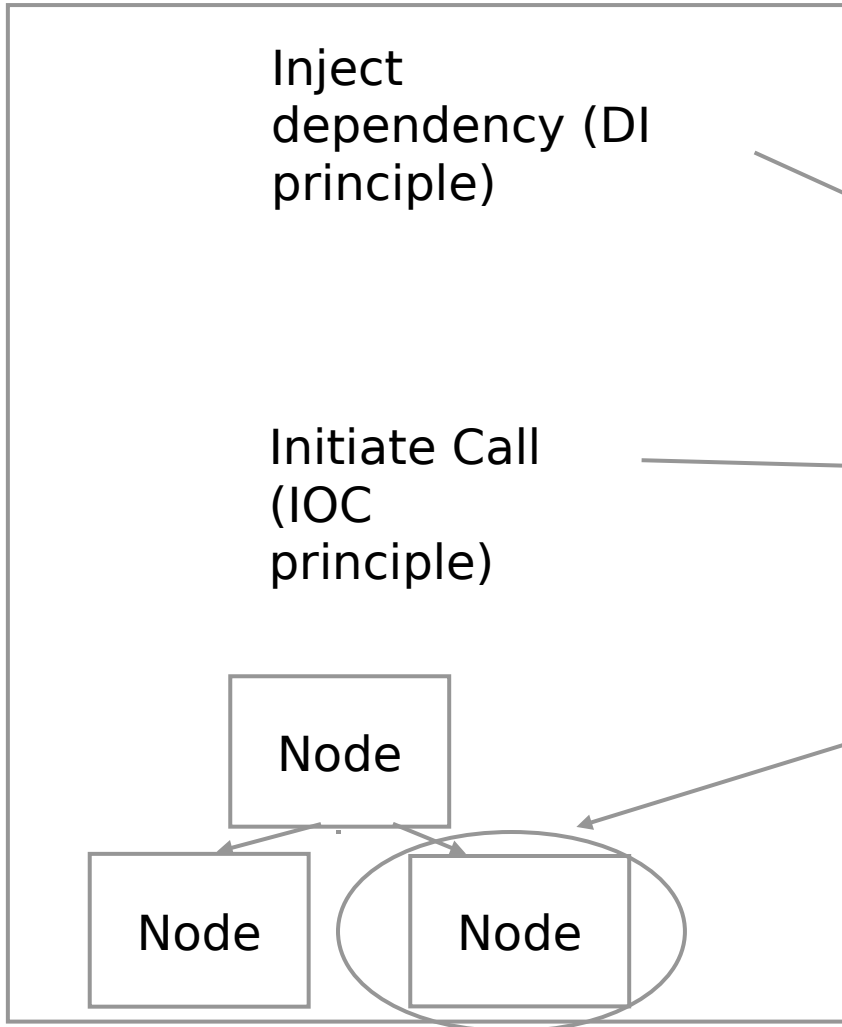 Inject
dependency (DI
principle)
Initiate Call
(IOC
principle)
Node
Node
Node